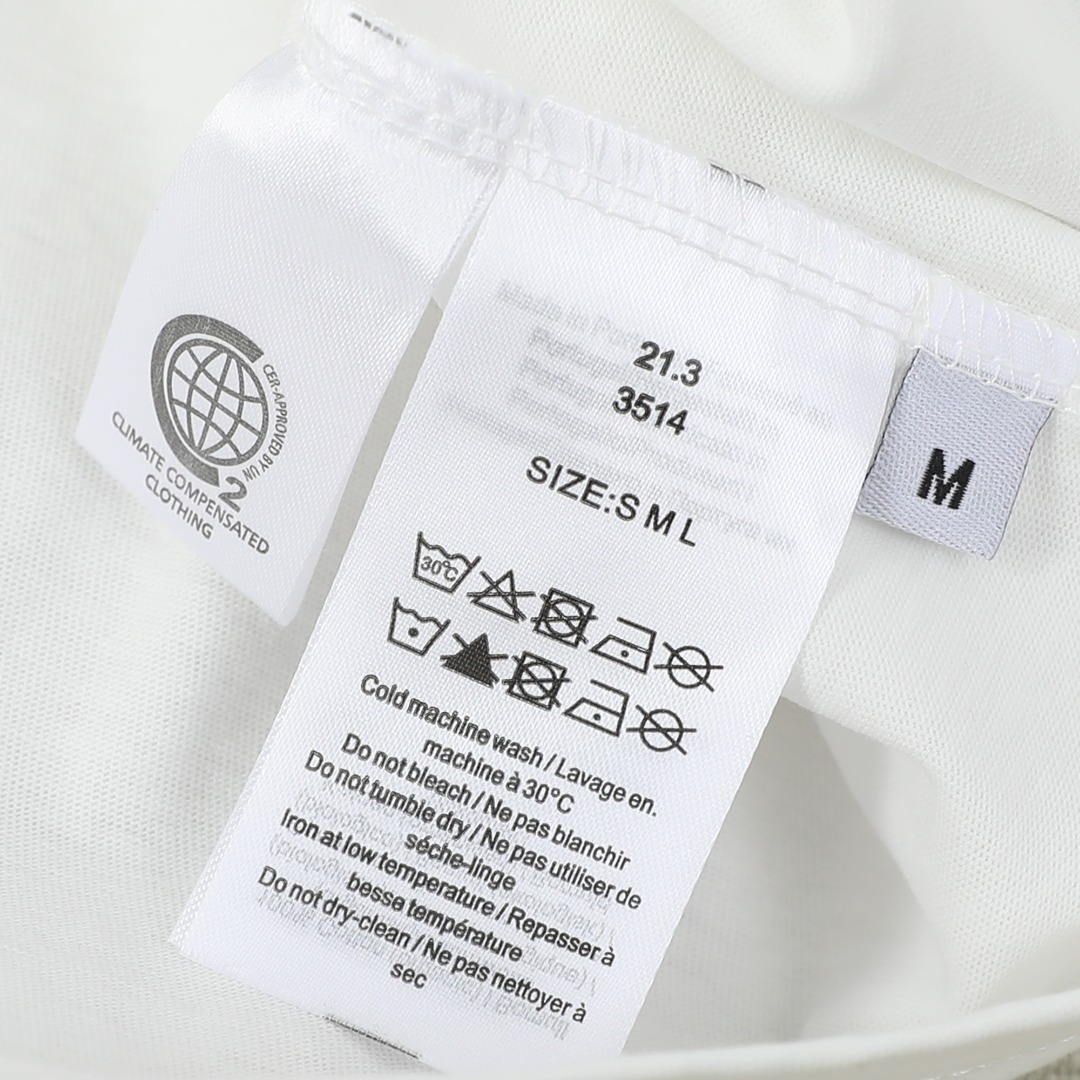 CER-APPROVED BY UN
2
CLIMATE COMPENSATED
CLOTHING
21.3
3514
SIZE:S M L
M
30°C
Cold machine wash / Lavage en.
machine à 30°C
Do not bleach / Ne pas blanchir
Do not tumble dry / Ne pas utiliser de
séche-linge
Iron at low temperature / Repasser à
besse température
Do not dry-clean / Ne pas nettoyer à
sec